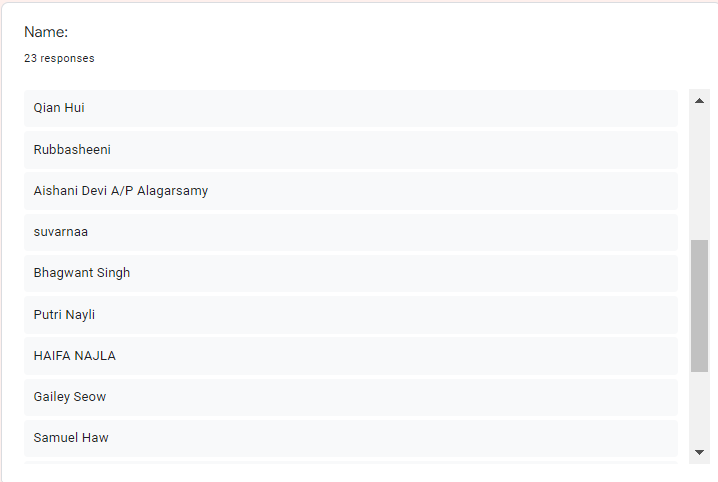 Name:
23 responses
Qian Hui
Rubbasheeni
Aishani Devi A/P Alagarsamy
suvarnaa
Bhagwant Singh
Putri Nayli
HAIFA NAJLA
Gailey Seow
Samuel Haw